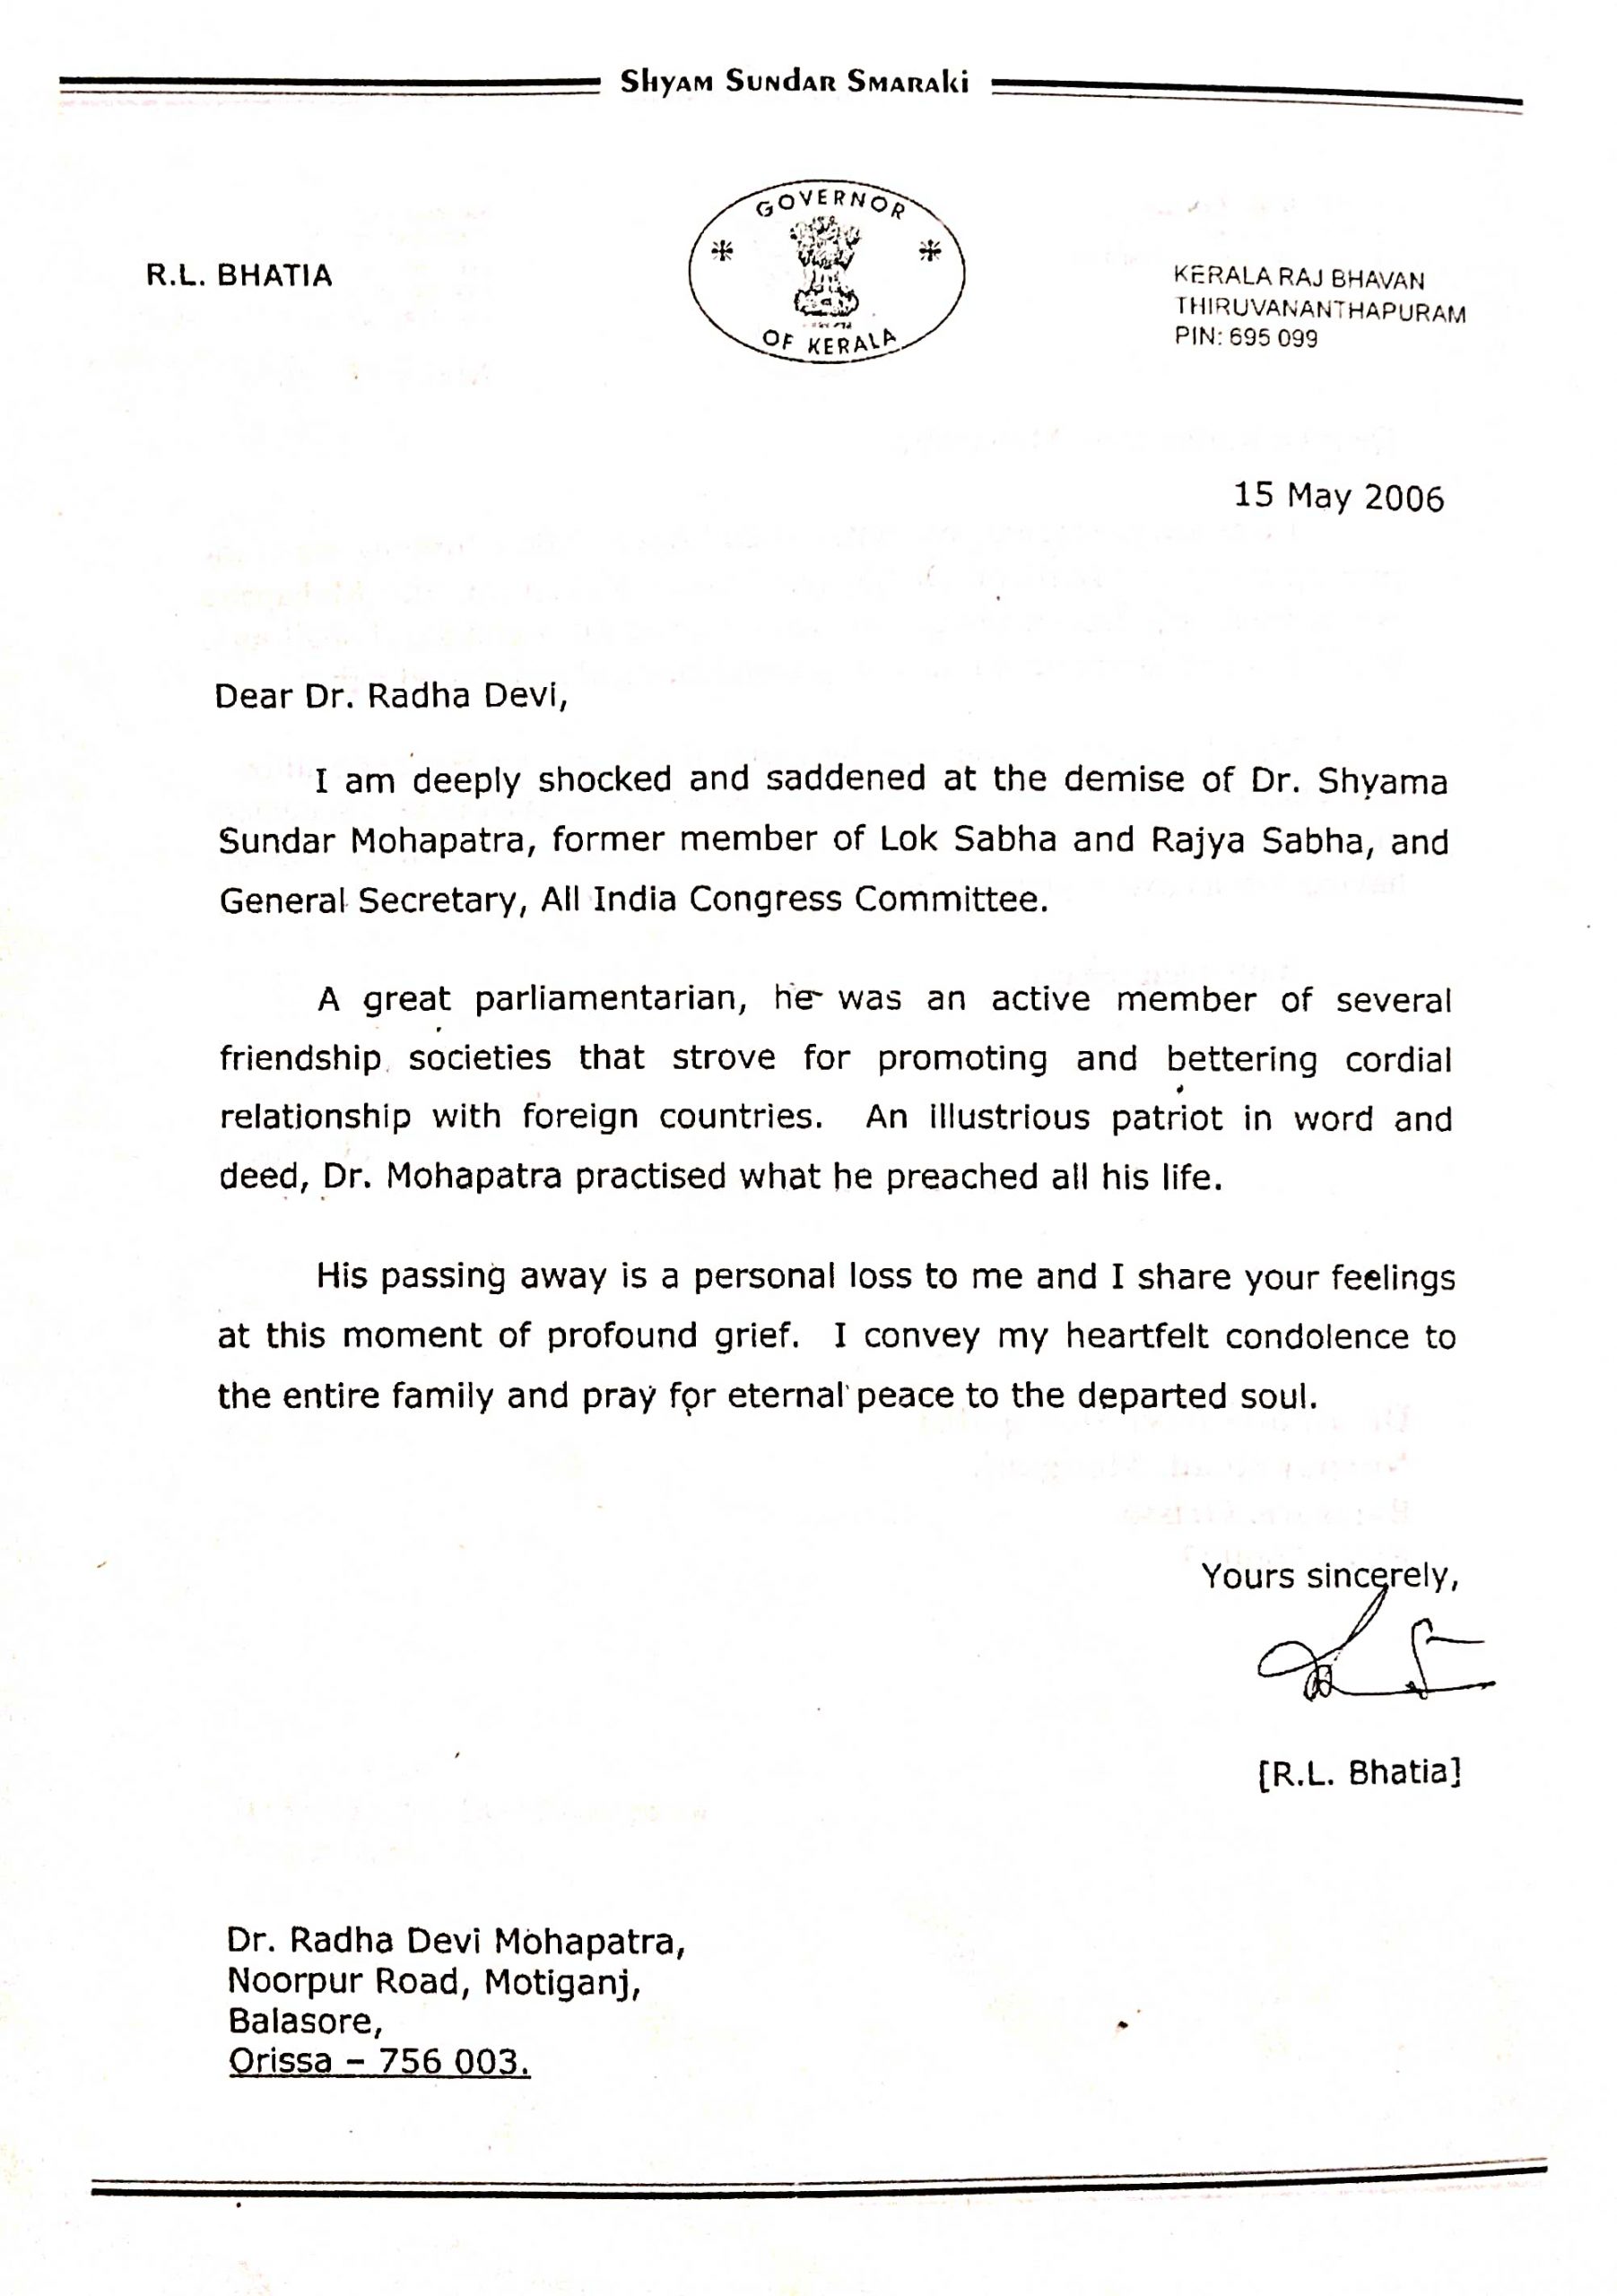 Shyam Sundar Smaraki
R.L. BHATIA
GOVERNOR
OF KERALA
KERALA RAJ BHAVAN
THIRUVANANTHAPURAM
PIN: 695 099
15 May 2006
Dear Dr. Radha Devi,
I am deeply shocked and saddened at the demise of Dr. Shyama
Sundar Mohapatra, former member of Lok Sabha and Rajya Sabha, and
General Secretary, All India Congress Committee.
A great parliamentarian, he was an active member of several
friendship societies that strove for promoting and bettering cordial
relationship with foreign countries. An illustrious patriot in word and
deed, Dr. Mohapatra practised what he preached all his life.
His passing away is a personal loss to me and I share your feelings
at this moment of profound grief. I convey my heartfelt condolence to
the entire family and pray for eternal peace to the departed soul.
Yours sincerely,
[R.L. Bhatia]
Dr. Radha Devi Mohapatra,
Noorpur Road, Motiganj,
Balasore,
Orissa – 756 003.